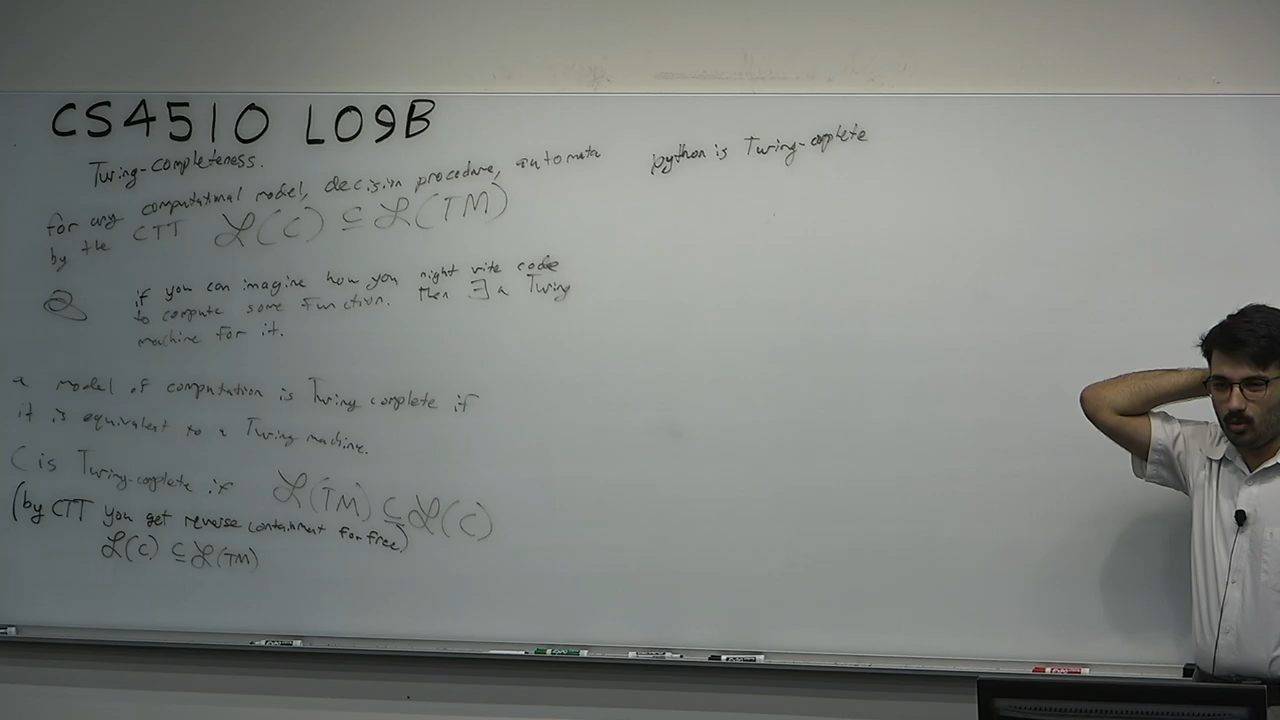 CS4510 L09B
Turing-completeness.
for any computational model, decision procedure, automata
by the CTT ℒ(C) ⊆ ℒ(TM)
if you can imagine how you might write code
to compute some function. then ∃ a Turing
machine for it.
a model of computation is Turing complete if
it is equivalent to a Turing machine.
C is Turing-complete if ℒ(TM) ⊆ ℒ(C)
(by CTT you get reverse containment for free)
ℒ(C) ⊆ ℒ(TM)
python is Turing-coplete